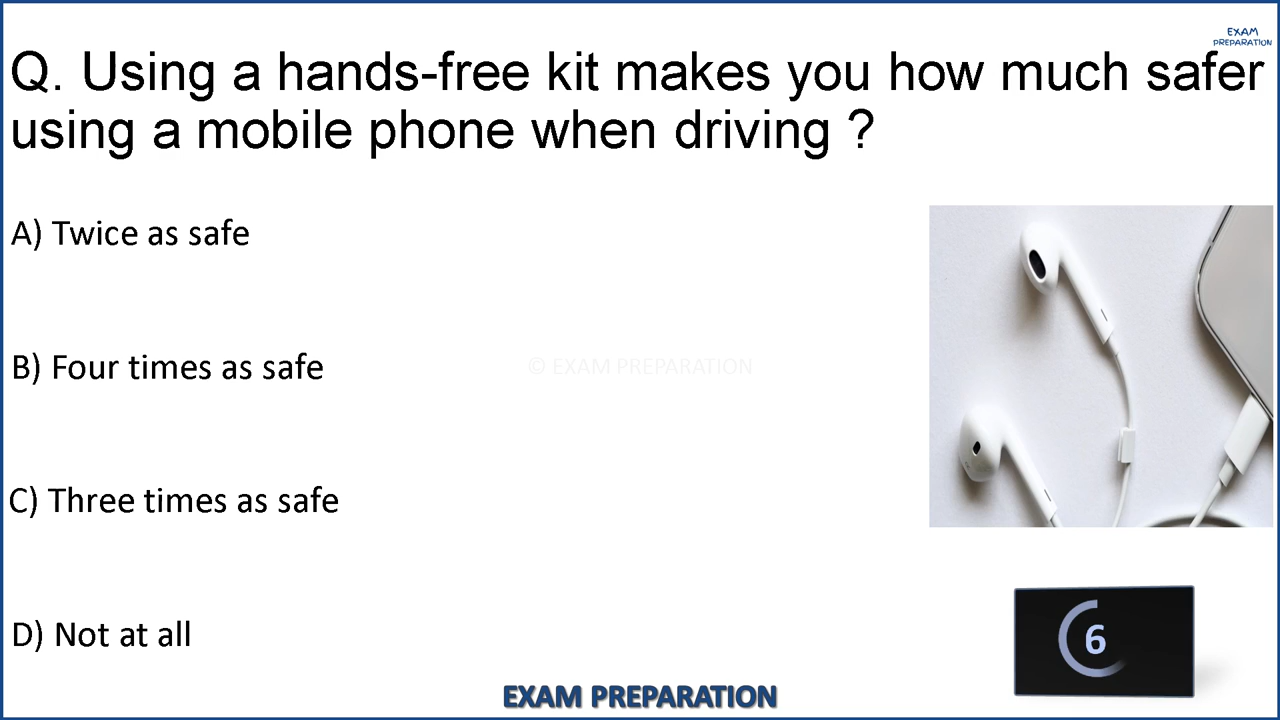 EXAM
PREPARATION
Q. Using a hands-free kit makes you how much safer
using a mobile phone when driving ?
A) Twice as safe
B) Four times as safe
© EXAM PREPARATION
C) Three times as safe
D) Not at all
6
EXAM PREPARATION